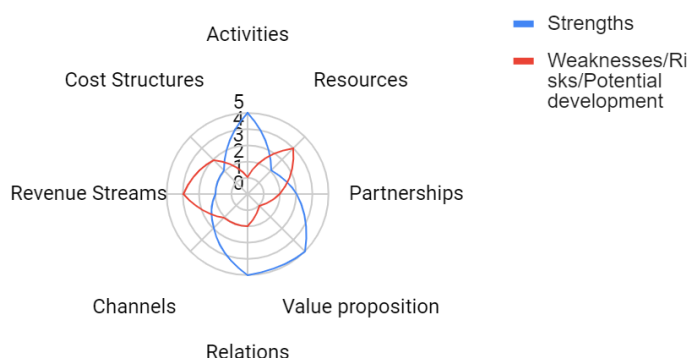 Activities
Strengths
Weaknesses/Ri
sks/Potential
development
Cost Structures
Resources
5
4
3
2
1
0
Revenue Streams
Partnerships
Channels
Value proposition
Relations